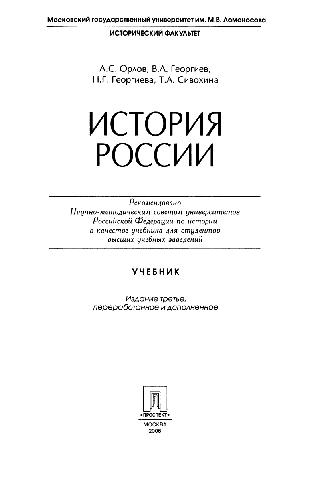 Московский государственный университет им. М.В. Ломоносова
ИСТОРИЧЕСКИЙ ФАКУЛЬТЕТ
А.С. Орлов, В.А. Георгиев,
Н.Г. Георгиева, Т.А. Сивохина
ИСТОРИЯ
РОССИИ
Рекомендовано
Научно-методическим советом университетов
Российской Федерации по истории
в качестве учебника для студентов
высших учебных заведений
УЧЕБНИК
Издание третье,
переработанное и дополненное
•ПРОСПЕКТ•
МОСКВА
2006